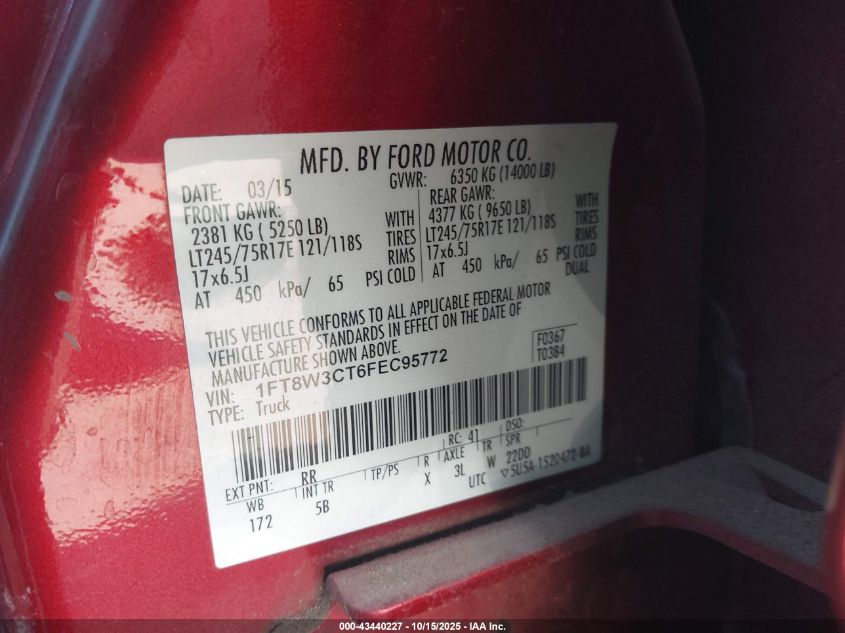 MFD. BY FORD MOTOR CO.
DATE: 03/15 GVWR: 6350 KG (14000 LB)
FRONT GAWR: REAR GAWR:
2381 KG ( 5250 LB) WITH 4377 KG ( 9650 LB) WITH
LT245/75R17E 121/118S TIRES LT245/75R17E 121/118S TIRES
17x6.5J RIMS 17x6.5J RIMS
AT 450 kPa/ 65 PSI COLD AT 450 kPa/ 65 PSI COLD
DUAL
THIS VEHICLE CONFORMS TO ALL APPLICABLE FEDERAL MOTOR
VEHICLE SAFETY STANDARDS IN EFFECT ON THE DATE OF
MANUFACTURE SHOWN ABOVE.
F0367
T0384
VIN: 1FT8W3CT6FEC95772
TYPE: Truck
RC: 41 DSO:
EXT PNT: RR AXLE TR SPR
WB INT TR TP/PS R 3L W 22DD
172 5B X UTC 5U5A-1520472-BA
000-43440227 - 10/15/2025 - IAA Inc.